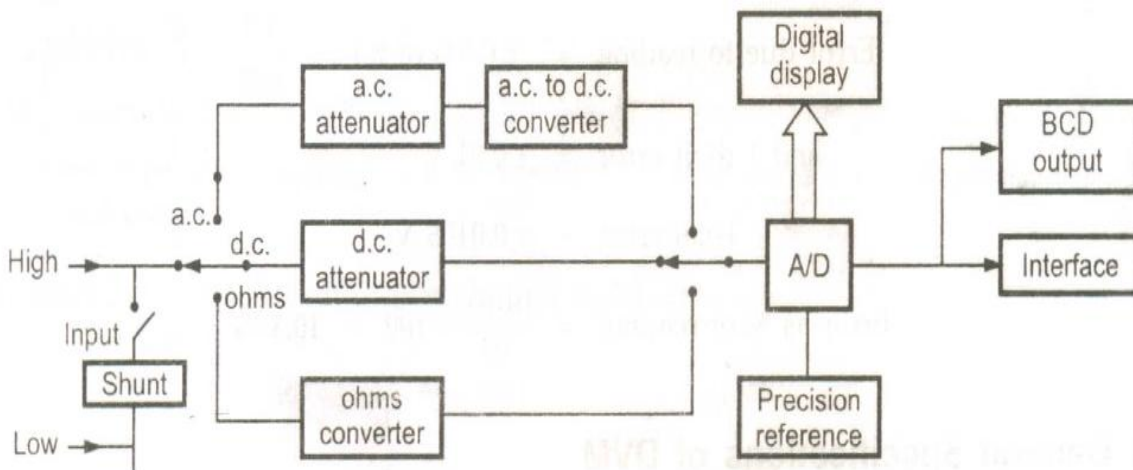 Digital
display
a.c.
attenuator
a.c. to d.c.
converter
BCD
output
a.c.
d.c.
High
d.c.
attenuator
A/D
Interface
ohms
Input
Shunt
ohms
converter
Precision
reference
Low